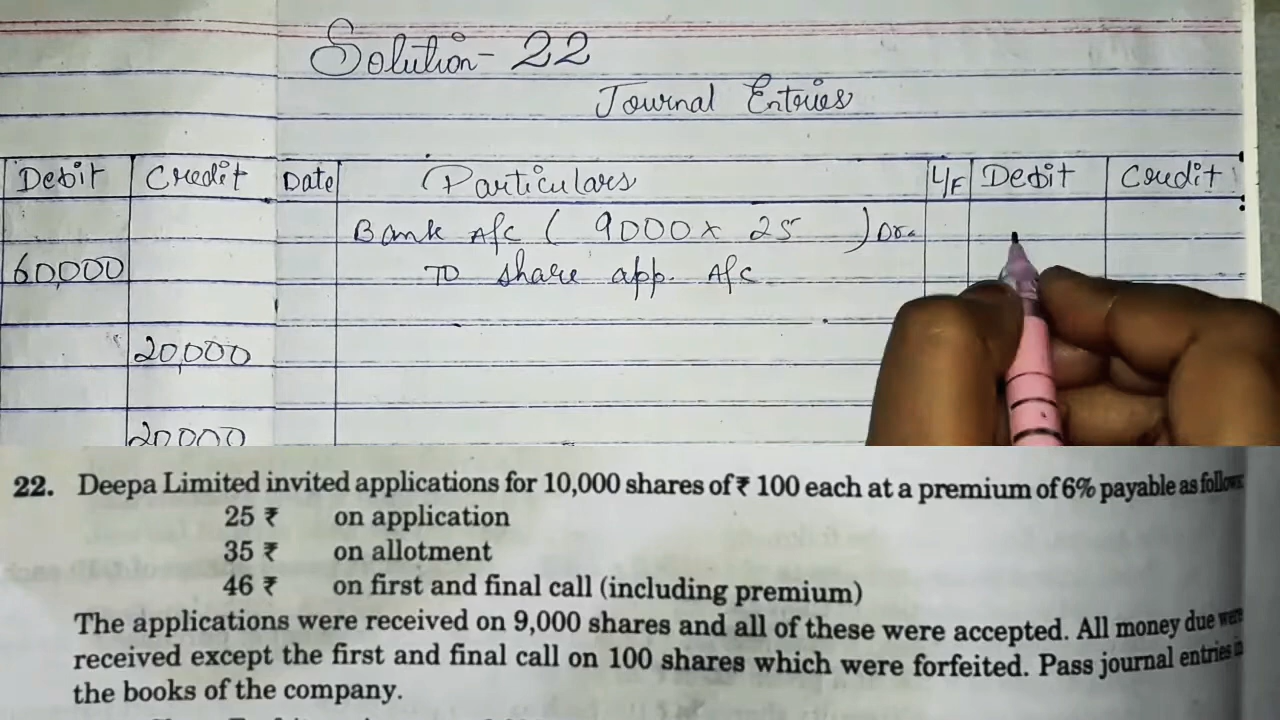 Solution - 22
Journal Entries
Debit Credit Date Particulars L/F Debit Credit
Bank A/c ( 9000 x 25 ) Dr.
60,000 To share app. A/c
20,000
20,000
22. Deepa Limited invited applications for 10,000 shares of ₹ 100 each at a premium of 6% payable as follows
25 ₹ on application
35 ₹ on allotment
46 ₹ on first and final call (including premium)
The applications were received on 9,000 shares and all of these were accepted. All money due were
received except the first and final call on 100 shares which were forfeited. Pass journal entries in
the books of the company.